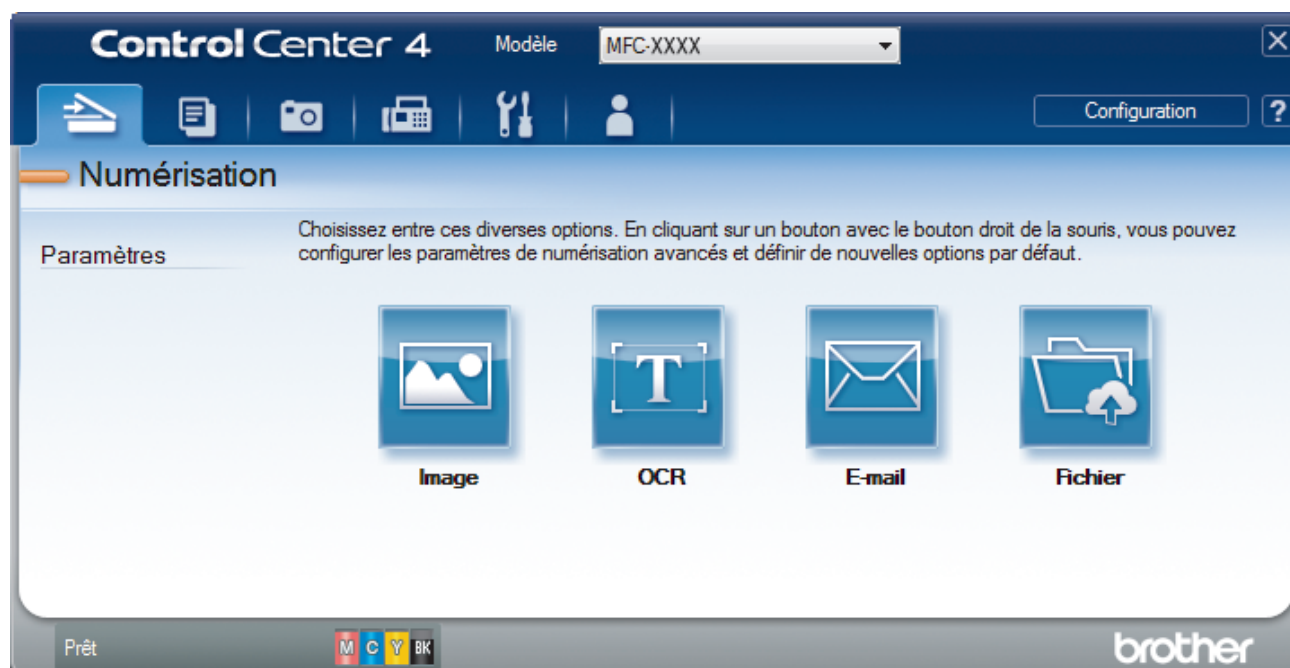 Control Center 4 Modèle MFC-XXXX
Configuration ?
Numérisation
Choisissez entre ces diverses options. En cliquant sur un bouton avec le bouton droit de la souris, vous pouvez
Paramètres
configurer les paramètres de numérisation avancés et définir de nouvelles options par défaut.
T
Image OCR E-mail Fichier
Prêt M C Y BK brother